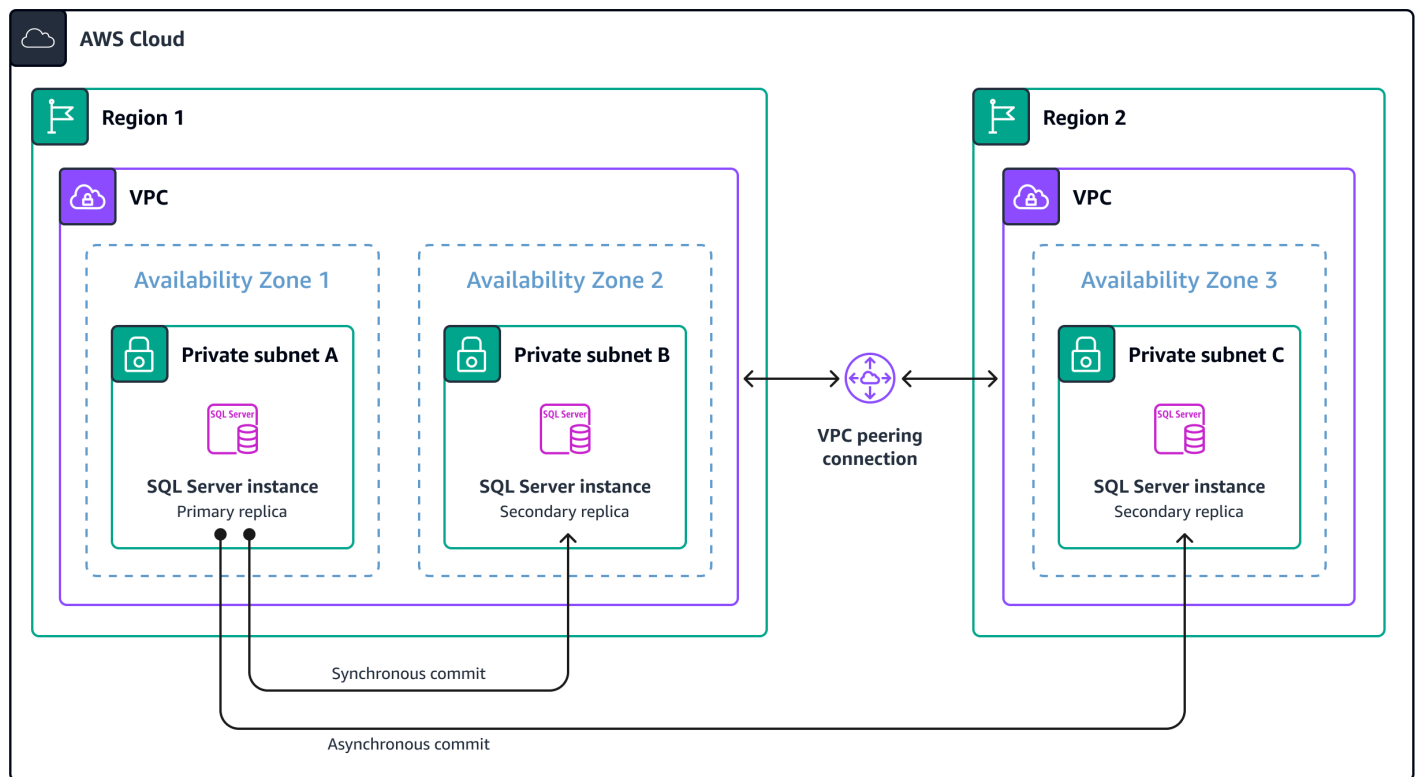 AWS Cloud
Region 1
Region 2
VPC
VPC
Availability Zone 1
Availability Zone 2
Availability Zone 3
Private subnet A
Private subnet B
Private subnet C
SQL Server
SQL Server
SQL Server
VPC peering
connection
SQL Server instance
Primary replica
SQL Server instance
Secondary replica
SQL Server instance
Secondary replica
Synchronous commit
Asynchronous commit